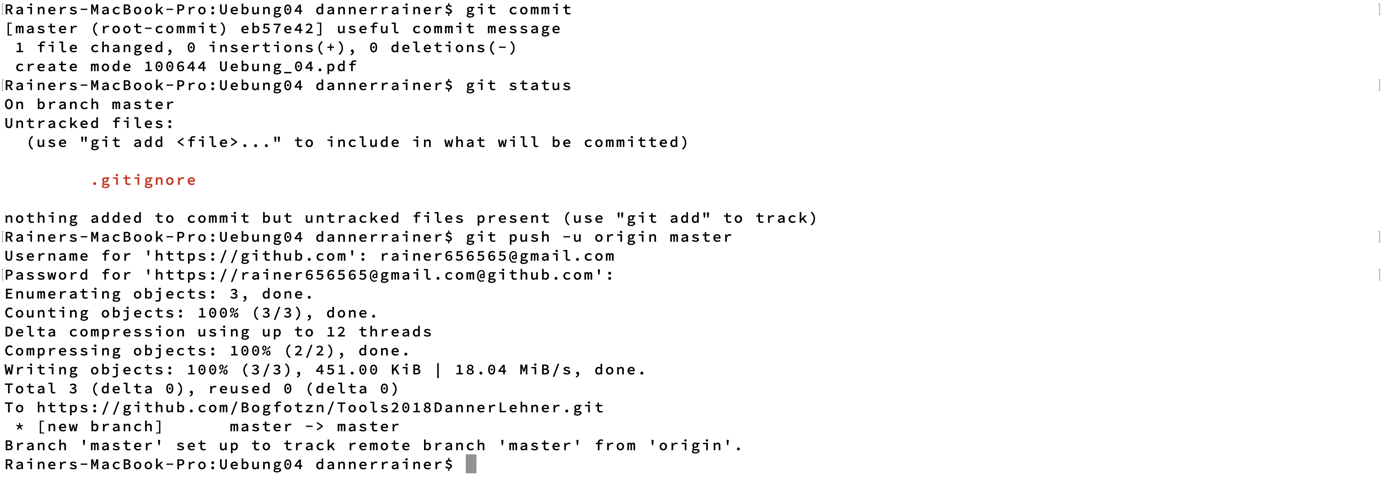 Rainers-MacBook-Pro:Uebung04 dannerrainer$ git commit
[master (root-commit) eb57e42] useful commit message
 1 file changed, 0 insertions(+), 0 deletions(-)
 create mode 100644 Uebung_04.pdf
Rainers-MacBook-Pro:Uebung04 dannerrainer$ git status
On branch master
Untracked files:
  (use "git add <file>..." to include in what will be committed)

        .gitignore

nothing added to commit but untracked files present (use "git add" to track)
Rainers-MacBook-Pro:Uebung04 dannerrainer$ git push -u origin master
Username for 'https://github.com': rainer656565@gmail.com
Password for 'https://rainer656565@gmail.com@github.com':
Enumerating objects: 3, done.
Counting objects: 100% (3/3), done.
Delta compression using up to 12 threads
Compressing objects: 100% (2/2), done.
Writing objects: 100% (3/3), 451.00 KiB | 18.04 MiB/s, done.
Total 3 (delta 0), reused 0 (delta 0)
To https://github.com/Bogfotzn/Tools2018DannerLehner.git
 * [new branch]      master -> master
Branch 'master' set up to track remote branch 'master' from 'origin'.
Rainers-MacBook-Pro:Uebung04 dannerrainer$